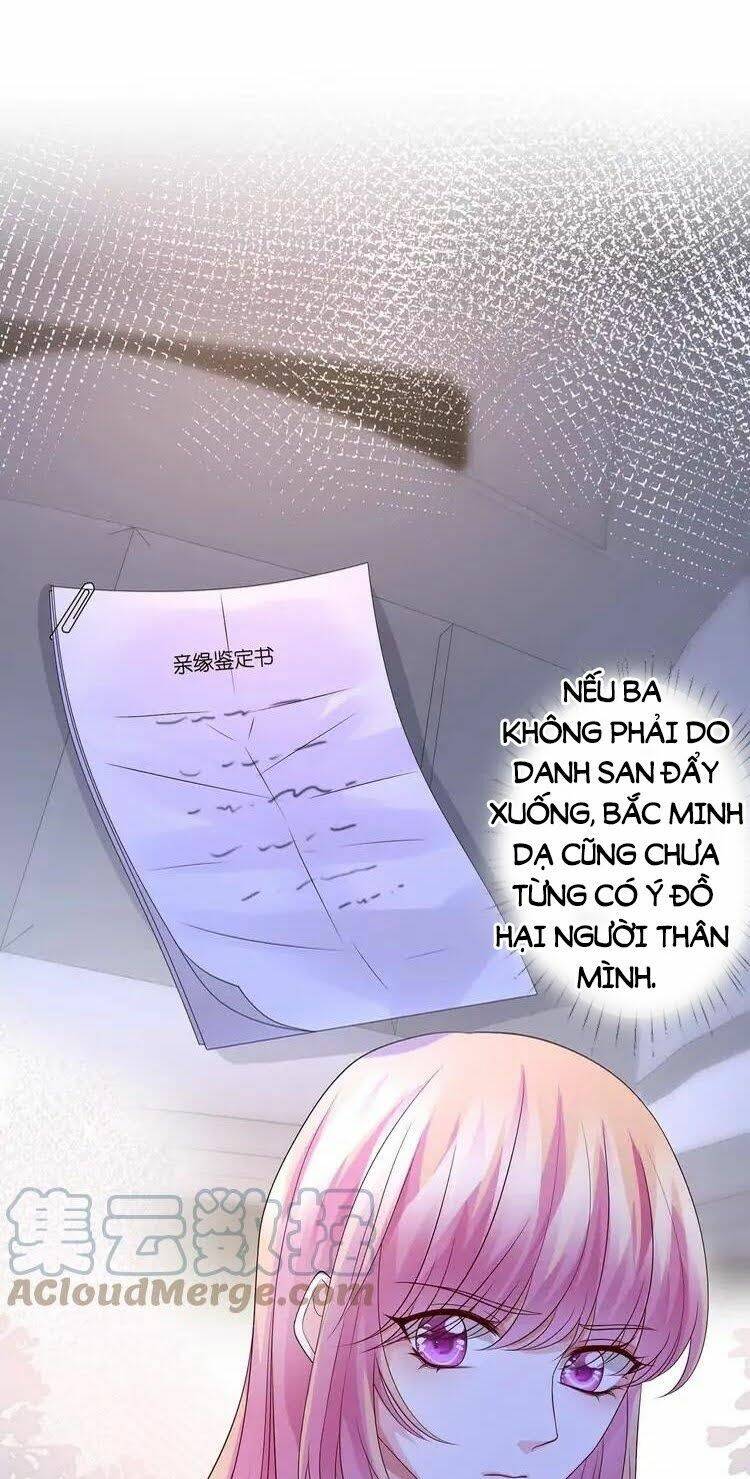 亲缘鉴定书
NẾU BA
KHÔNG PHẢI DO
DANH SAN ĐẨY
XUỐNG, BẮC MINH
DẠ CŨNG CHƯA
TỪNG CÓ Ý ĐỒ
HẠI NGƯỜI THÂN
MÌNH.
集云数据
ACloudMerge.com